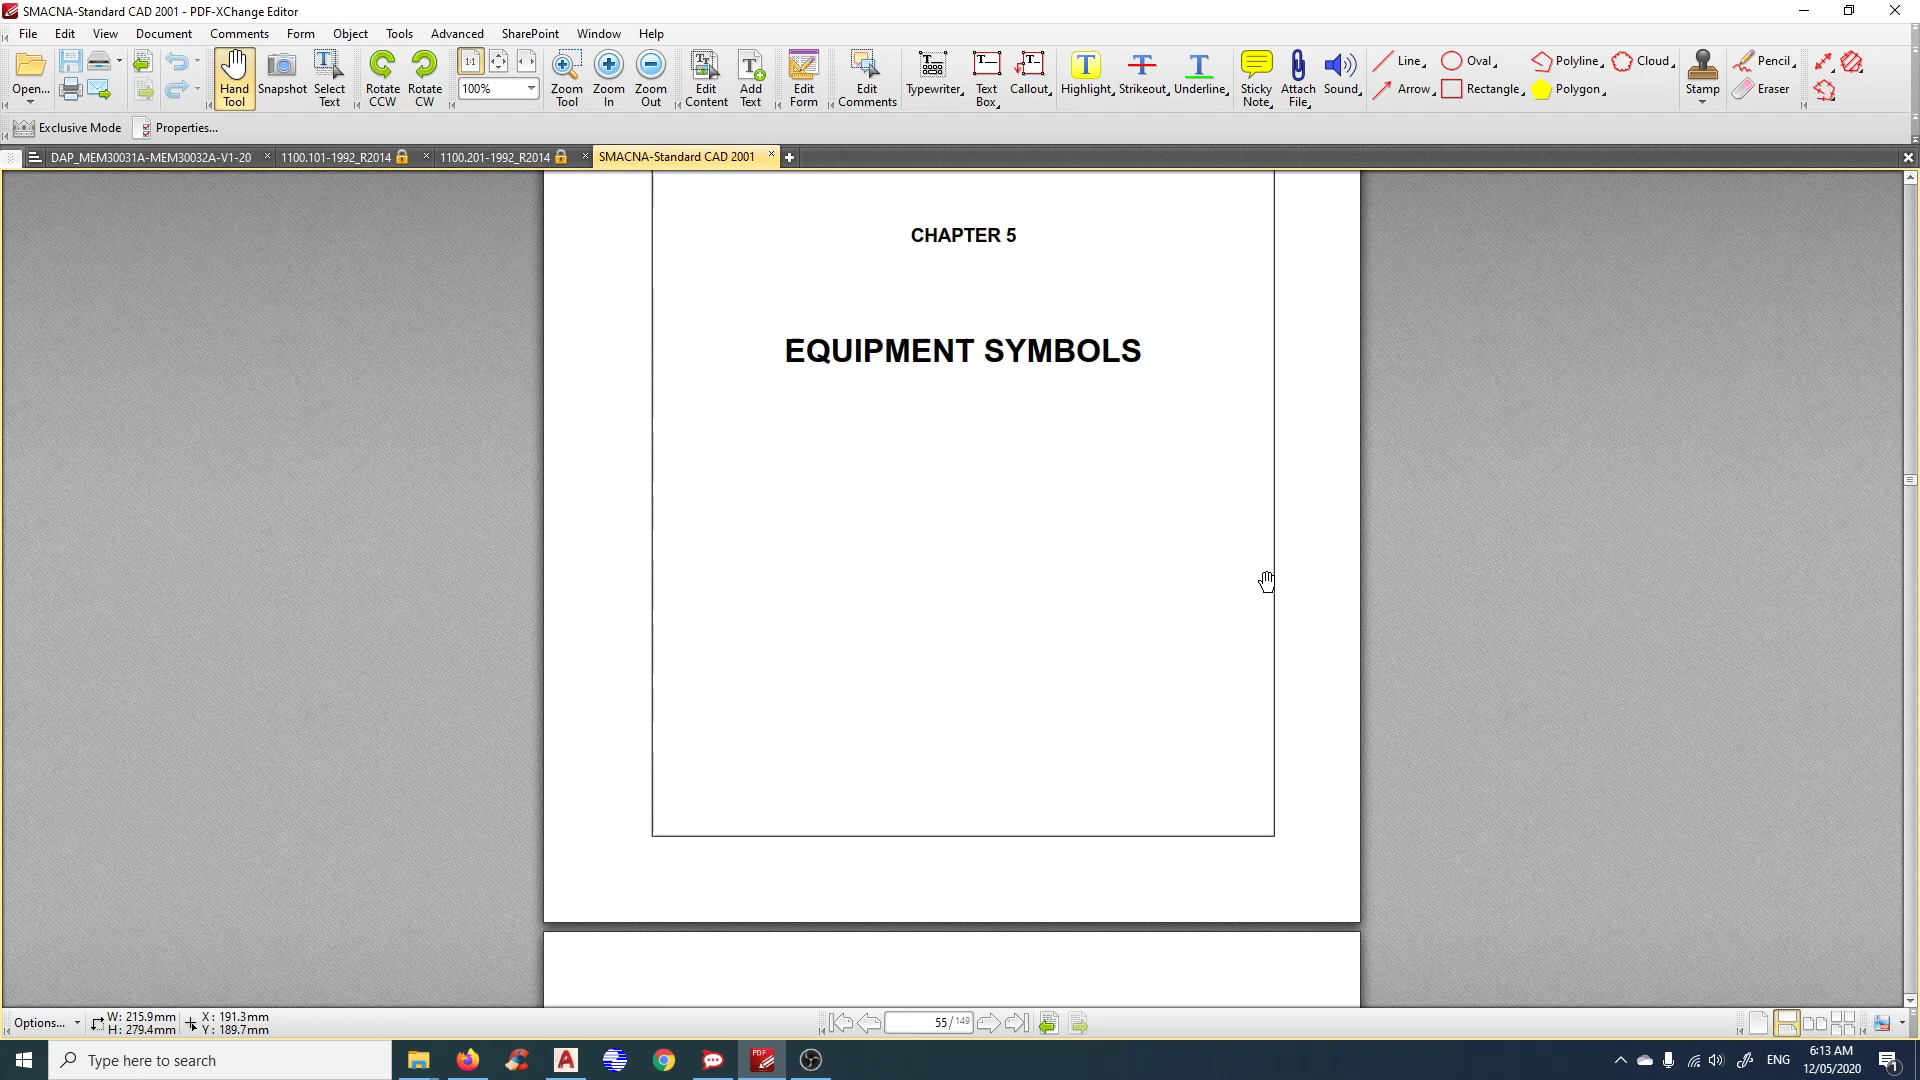 SMACNA-Standard CAD 2001 - PDF-XChange Editor
File Edit View Document Comments Form Object Tools Advanced SharePoint Window Help
Open...
Hand Tool
Snapshot
Select Text
Rotate CCW
Rotate CW
1:1
100%
Zoom Tool
Zoom In
Zoom Out
Edit Content
Add Text
Edit Form
Edit Comments
Typewriter
Text Box
Callout
Highlight
Strikeout
Underline
Sticky Note
Attach File
Sound
Line
Arrow
Oval
Rectangle
Polyline
Polygon
Cloud
Stamp
Pencil
Eraser
Exclusive Mode Properties...
DAP_MEM30031A-MEM30032A-V1-20 1100.101-1992_R2014 1100.201-1992_R2014 SMACNA-Standard CAD 2001
CHAPTER 5
EQUIPMENT SYMBOLS
Options...
W: 215.9mm
H: 279.4mm
X: 191.3mm
Y: 189.7mm
55 / 149
Type here to search
PDF
ENG
6:13 AM
12/05/2020
1